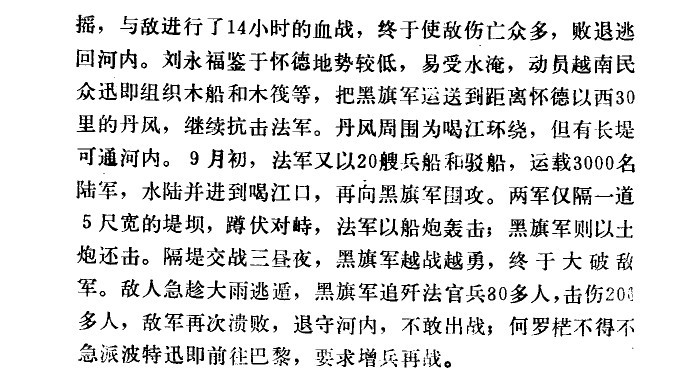 摇，与敌进行了14小时的血战，终于使敌伤亡众多，败退逃
回河内。刘永福鉴于怀德地势较低，易受水淹，动员越南民
众迅即组织木船和木筏等，把黑旗军运送到距离怀德以西30
里的丹风，继续抗击法军。丹风周围为喝江环绕，但有长堤
可通河内。9月初，法军又以20艘兵船和驳船，运载3000名
陆军，水陆并进到喝江口，再向黑旗军围攻。两军仅隔一道
5尺宽的堤坝，蹲伏对峙，法军以船炮轰击；黑旗军则以土
炮还击。隔堤交战三昼夜，黑旗军越战越勇，终于大破敌
军。敌人急趁大雨逃遁，黑旗军追歼法官兵80多人，击伤200
多人，敌军再次溃败，退守河内，不敢出战；何罗栏不得不
急派波特迅即前往巴黎，要求增兵再战。